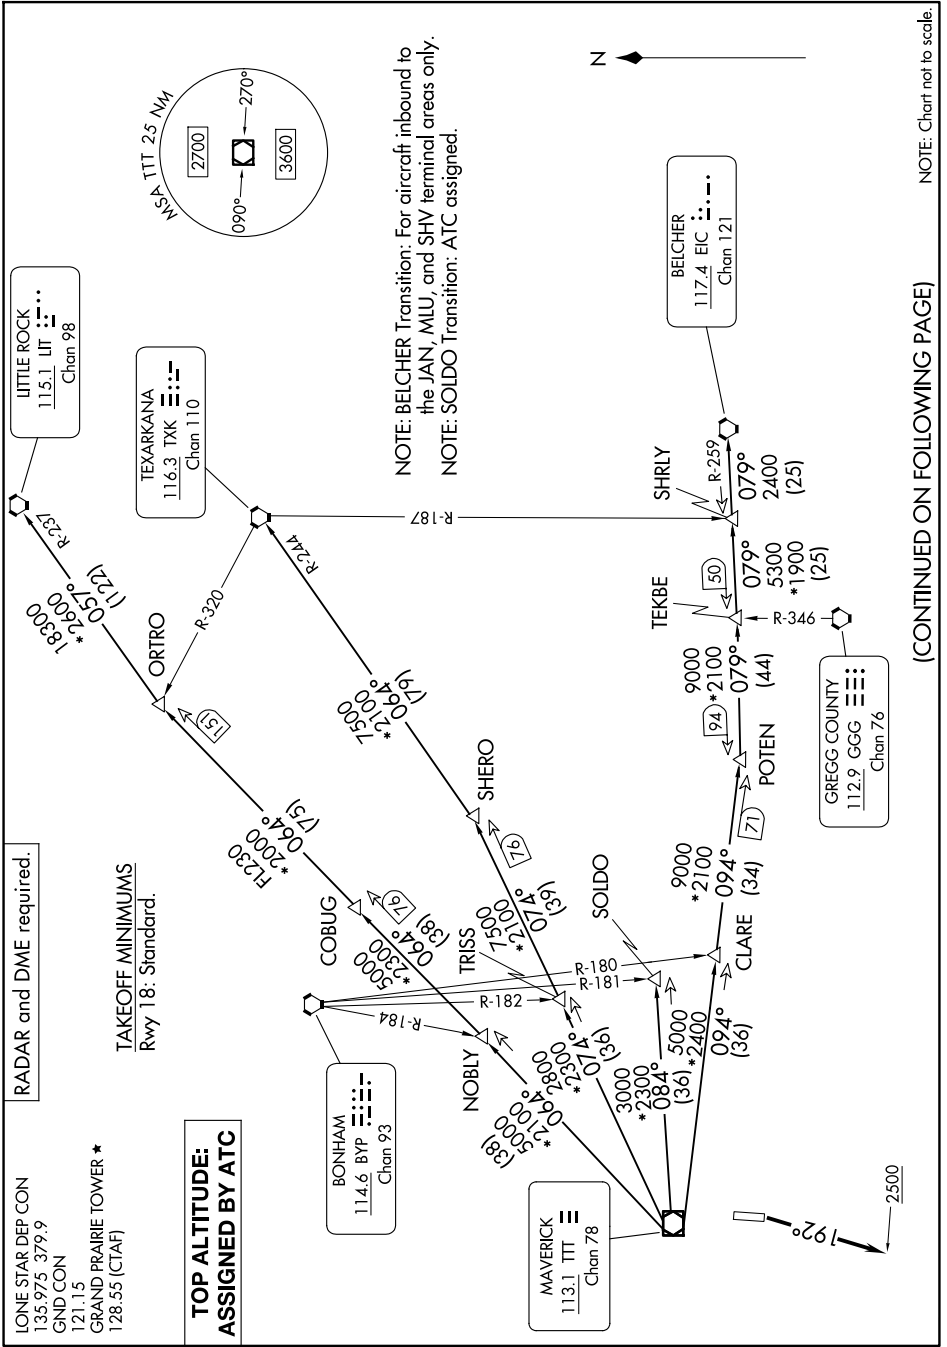 LONE STAR DEP CON
135.975 379.9
GND CON
121.15
GRAND PRAIRIE TOWER ★
128.55 (CTAF)
RADAR and DME required.
TAKEOFF MINIMUMS
Rwy 18: Standard.
TOP ALTITUDE:
ASSIGNED BY ATC
LITTLE ROCK
115.1 LIT
Chan 98
R-237
18300
*2600
057°
(122)
ORTRO
151
R-320
TEXARKANA
116.3 TXK
Chan 110
R-244
R-187
MSA TTT 25 NM
2700
3600
090°
270°
NOTE: BELCHER Transition: For aircraft inbound to
the JAN, MLU, and SHV terminal areas only.
NOTE: SOLDO Transition: ATC assigned.
N
FL230
*2000
064°
(75)
COBUG
76
5000
*2300
064°
(38)
7500
*2100
064°
(79)
SHERO
76
7500
*2100
074°
(39)
TRISS
BONHAM
114.6 BYP
Chan 93
R-184
R-182
R-181
R-180
NOBLY
5000
*2100
064°
(38)
2800
*2300
074°
(36)
SOLDO
3000
*2300
084°
(36)
5000
*2400
094°
(36)
CLARE
9000
*2100
094°
(34)
71
POTEN
94
9000
*2100
079°
(44)
TEKBE
50
5300
*1900
079°
(25)
SHRLY
R-259
079°
2400
(25)
BELCHER
117.4 EIC
Chan 121
R-346
GREGG COUNTY
112.9 GGG
Chan 76
MAVERICK
113.1 TTT
Chan 78
192°
2500
(CONTINUED ON FOLLOWING PAGE)
NOTE: Chart not to scale.